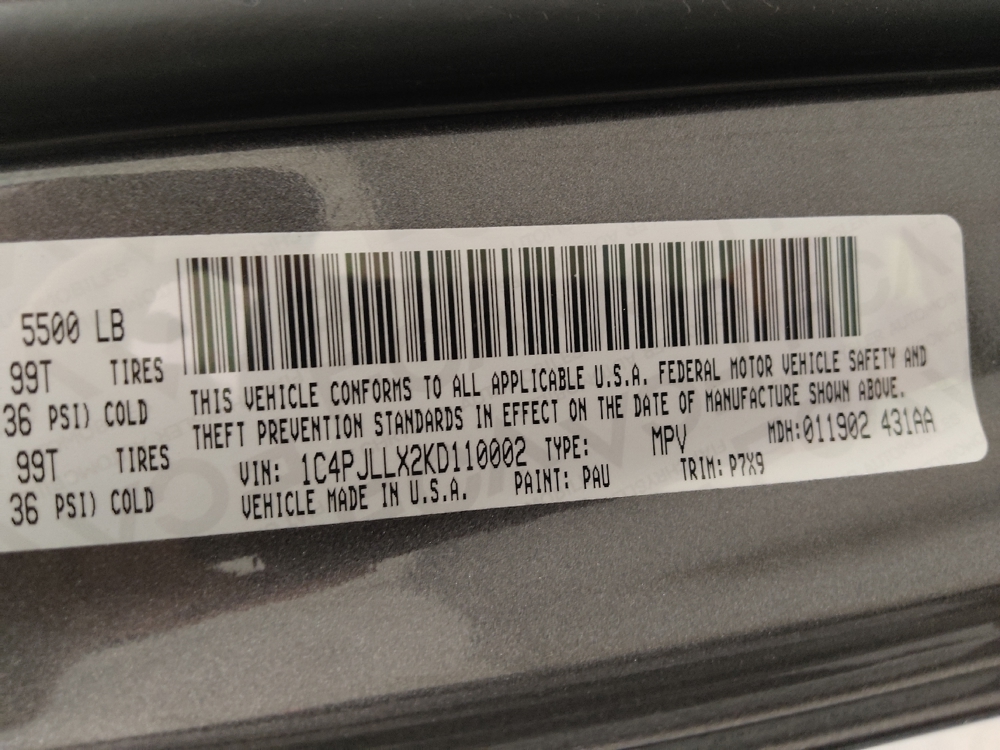 5500 LB
99T TIRES
36 PSI) COLD
99T TIRES
36 PSI) COLD
THIS VEHICLE CONFORMS TO ALL APPLICABLE U.S.A. FEDERAL MOTOR VEHICLE SAFETY AND
THEFT PREVENTION STANDARDS IN EFFECT ON THE DATE OF MANUFACTURE SHOWN ABOVE.
VIN: 1C4PJLLX2KD110002 TYPE: MPV MDH:011902 431AA
VEHICLE MADE IN U.S.A. PAINT: PAU TRIM: P7X9